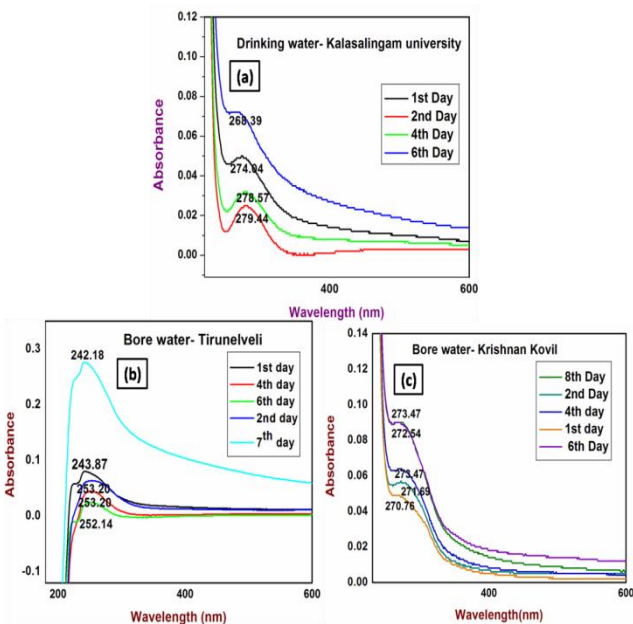 Drinking water- Kalasalingam university
(a)
1st Day
2nd Day
4th Day
6th Day
268.39
274.04
278.57
279.44
0.12
0.10
0.08
0.06
0.04
0.02
0.00
Absorbance
400
600
Wavelength (nm)
Bore water- Tirunelveli
(b)
1st day
4th day
6th day
2nd day
7th day
242.18
243.87
253.20
253.20
252.14
0.3
0.2
0.1
0.0
-0.1
Absorbance
200
400
600
Wavelength (nm)
Bore water- Krishnan Kovil
(c)
8th Day
2nd Day
4th day
1st day
6th Day
273.47
272.54
273.47
271.69
270.76
0.14
0.12
0.10
0.08
0.06
0.04
0.02
0.00
Absorbance
400
600
Wavelength(nm)